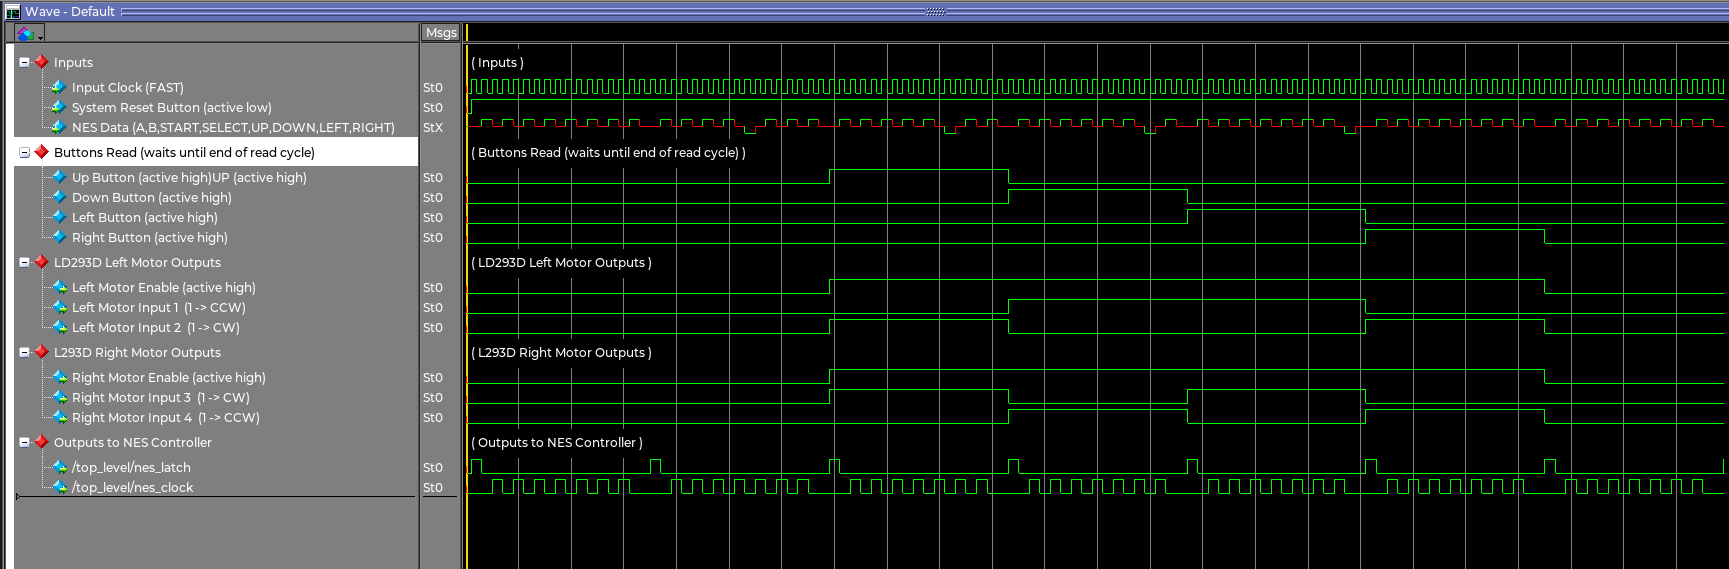 Wave - Default
Msgs
Inputs
( Inputs )
Input Clock (FAST) St0
System Reset Button (active low) St0
NES Data (A,B,START,SELECT,UP,DOWN,LEFT,RIGHT) StX
Buttons Read (waits until end of read cycle)
( Buttons Read (waits until end of read cycle) )
Up Button (active high)UP (active high) St0
Down Button (active high) St0
Left Button (active high) St0
Right Button (active high) St0
LD293D Left Motor Outputs
( LD293D Left Motor Outputs )
Left Motor Enable (active high) St0
Left Motor Input 1 (1 -> CCW) St0
Left Motor Input 2 (1 -> CW) St0
L293D Right Motor Outputs
( L293D Right Motor Outputs )
Right Motor Enable (active high) St0
Right Motor Input 3 (1 -> CW) St0
Right Motor Input 4 (1 -> CCW) St0
Outputs to NES Controller
( Outputs to NES Controller )
/top_level/nes_latch St0
/top_level/nes_clock St0